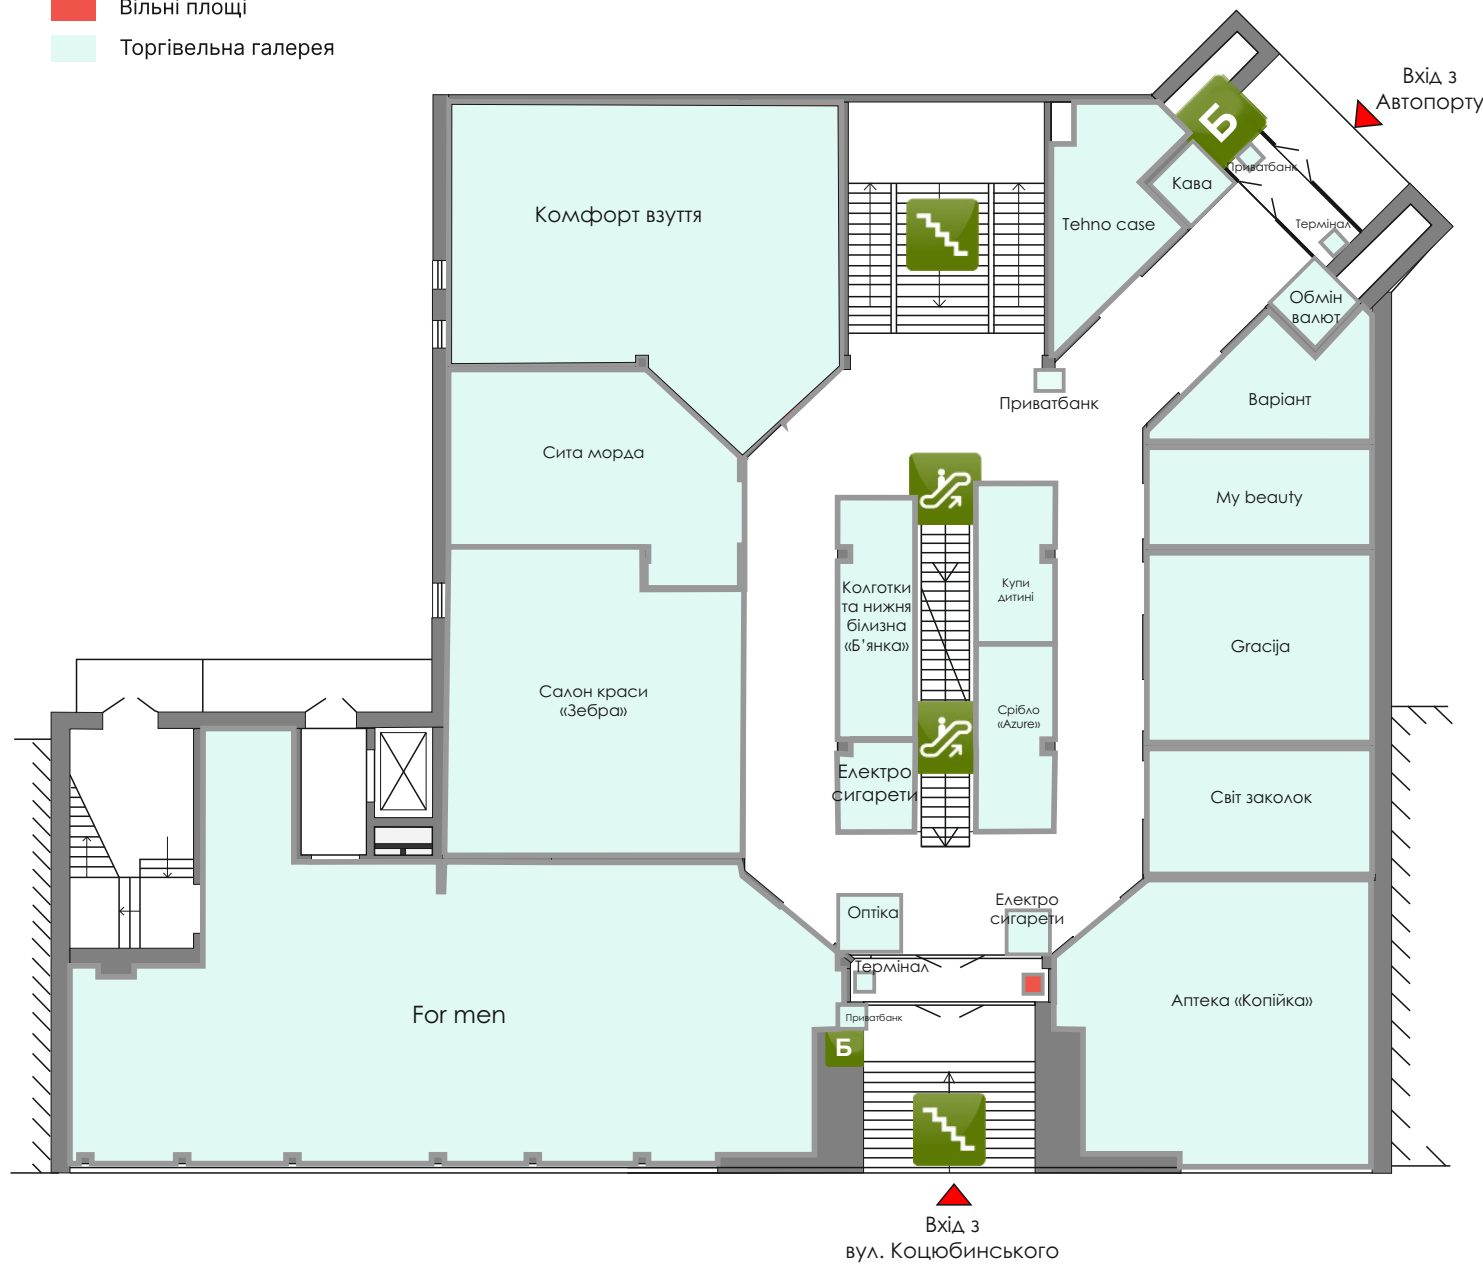 Вільні площі
Торгівельна галерея
Вхід з
Автопорту
Б
Приватбанк
Кава
Термінал
Комфорт взуття
Tehno case
Обмін
валют
Приватбанк
Варіант
Сита морда
My beauty
Колготки
та нижня
білизна
«Б’янка»
Купи
дитині
Gracija
Салон краси
«Зебра»
Срібло
«Azure»
Електро
сигарети
Світ заколок
Оптіка
Електро
сигарети
Термінал
Аптека «Копійка»
For men
Приватбанк
Б
Вхід з
вул. Коцюбинського